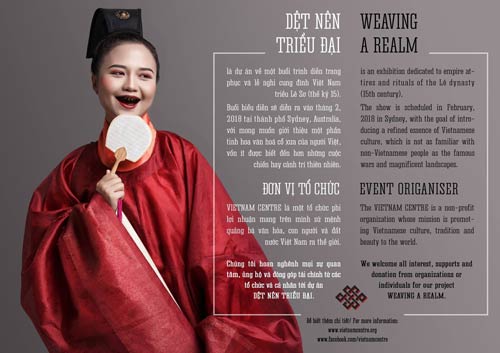 DỆT NÊN
TRIỀU ĐẠI
là dự án về một buổi trình diễn trang
phục và lễ nghi cung đình Việt Nam
triều Lê Sơ (thế kỷ 15).
Buổi biểu diễn sẽ diễn ra vào tháng 2,
2018 tại thành phố Sydney, Australia,
với mong muốn giới thiệu một phần
tinh hoa văn hoá cổ xưa của người Việt,
vốn ít được biết đến hơn những cuộc
chiến hay cảnh trí thiên nhiên.
ĐƠN VỊ TỔ CHỨC
VIETNAM CENTRE là một tổ chức phi
lợi nhuận mang trên mình sứ mệnh
quảng bá văn hóa, con người và đất
nước Việt Nam ra thế giới.
Chúng tôi hoan nghênh mọi sự quan
tâm, ủng hộ và đóng góp tài chính từ các
tổ chức và cá nhân tới dự án
DỆT NÊN TRIỀU ĐẠI.
WEAVING
A REALM
is an exhibition dedicated to empire at-
tires and rituals of the Lê dynasty
(15th century).
The show is scheduled in February,
2018 in Sydney, with the goal of intro-
ducing a refined essence of Vietnamese
culture, which is not as familiar with
non-Vietnamese people as the famous
wars and magnificent landscapes.
EVENT ORIGANISER
The VIETNAM CENTRE is a non-profit
organization whose mission is promot-
ing Vietnamese culture, tradition and
beauty to the world.
We welcome all interest, supports and
donation from organizations or
individuals for our project
WEAVING A REALM.
Để biết thêm chi tiết/ For more information:
www.vietnamcentre.org
www.facebook.com/vietnamcentre